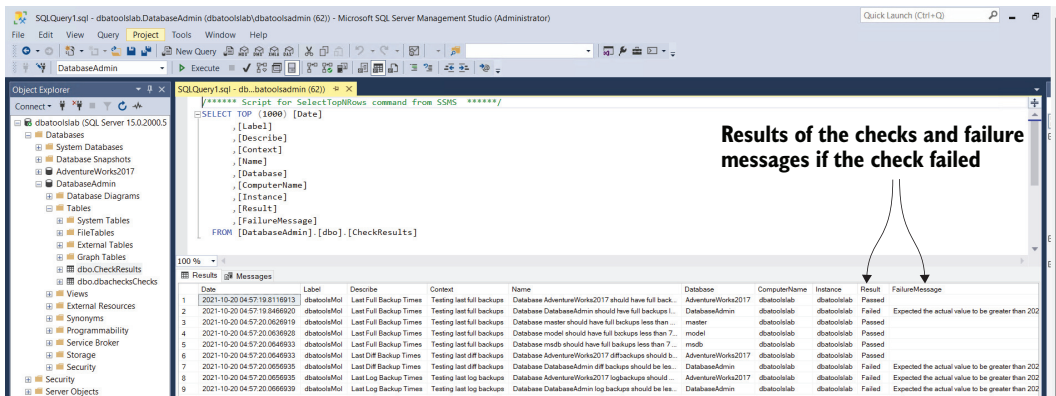 SQLQuery1.sql - dbatoolslab.DatabaseAdmin (dbatoolslab\dbatoolsadmin (62)) - Microsoft SQL Server Management Studio (Administrator)
Quick Launch (Ctrl+Q)
File Edit View Query Project Tools Window Help
New Query
DatabaseAdmin
Execute
Object Explorer
SQLQuery1.sql - db...batoolsadmin (62))
Connect
dbatoolslab (SQL Server 15.0.2000.5
Databases
System Databases
Database Snapshots
AdventureWorks2017
DatabaseAdmin
Database Diagrams
Tables
System Tables
FileTables
External Tables
Graph Tables
dbo.CheckResults
dbo.dbachecksChecks
Views
External Resources
Synonyms
Programmability
Service Broker
Storage
Security
Security
Server Objects
/****** Script for SelectTopNRows command from SSMS ******/
SELECT TOP (1000) [Date]
,[Label]
,[Describe]
,[Context]
,[Name]
,[Database]
,[ComputerName]
,[Instance]
,[Result]
,[FailureMessage]
FROM [DatabaseAdmin].[dbo].[CheckResults]
Results of the checks and failure
messages if the check failed
100 %
Results Messages
Date Label Describe Context Name Database ComputerName Instance Result FailureMessage
1 2021-10-20 04:57:19.8116913 dbatoolsMol Last Full Backup Times Testing last full backups Database AdventureWorks2017 should have full back... AdventureWorks2017 dbatoolslab dbatoolslab Passed
2 2021-10-20 04:57:19.8466920 dbatoolsMol Last Full Backup Times Testing last full backups Database DatabaseAdmin should have full backups l... DatabaseAdmin dbatoolslab dbatoolslab Failed Expected the actual value to be greater than 202
3 2021-10-20 04:57:20.0626919 dbatoolsMol Last Full Backup Times Testing last full backups Database master should have full backups less than ... master dbatoolslab dbatoolslab Passed
4 2021-10-20 04:57:20.0636928 dbatoolsMol Last Full Backup Times Testing last full backups Database model should have full backups less than 7... model dbatoolslab dbatoolslab Passed
5 2021-10-20 04:57:20.0646933 dbatoolsMol Last Full Backup Times Testing last full backups Database msdb should have full backups less than 7 ... msdb dbatoolslab dbatoolslab Passed
6 2021-10-20 04:57:20.0646933 dbatoolsMol Last Diff Backup Times Testing last diff backups Database AdventureWorks2017 diff backups should b... AdventureWorks2017 dbatoolslab dbatoolslab Passed
7 2021-10-20 04:57:20.0656935 dbatoolsMol Last Diff Backup Times Testing last diff backups Database DatabaseAdmin diff backups should be les... DatabaseAdmin dbatoolslab dbatoolslab Failed Expected the actual value to be greater than 202
8 2021-10-20 04:57:20.0656935 dbatoolsMol Last Log Backup Times Testing last log backups Database AdventureWorks2017 log backups should ... AdventureWorks2017 dbatoolslab dbatoolslab Failed Expected the actual value to be greater than 202
9 2021-10-20 04:57:20.0666939 dbatoolsMol Last Log Backup Times Testing last log backups Database DatabaseAdmin log backups should be les... DatabaseAdmin dbatoolslab dbatoolslab Failed Expected the actual value to be greater than 202